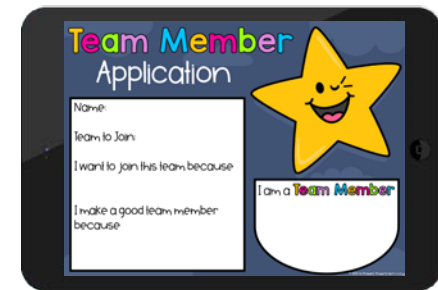 Team Member
Application
Name:
Team to Join:
I want to join this team because
I make a good team member
because
I am a Team Member